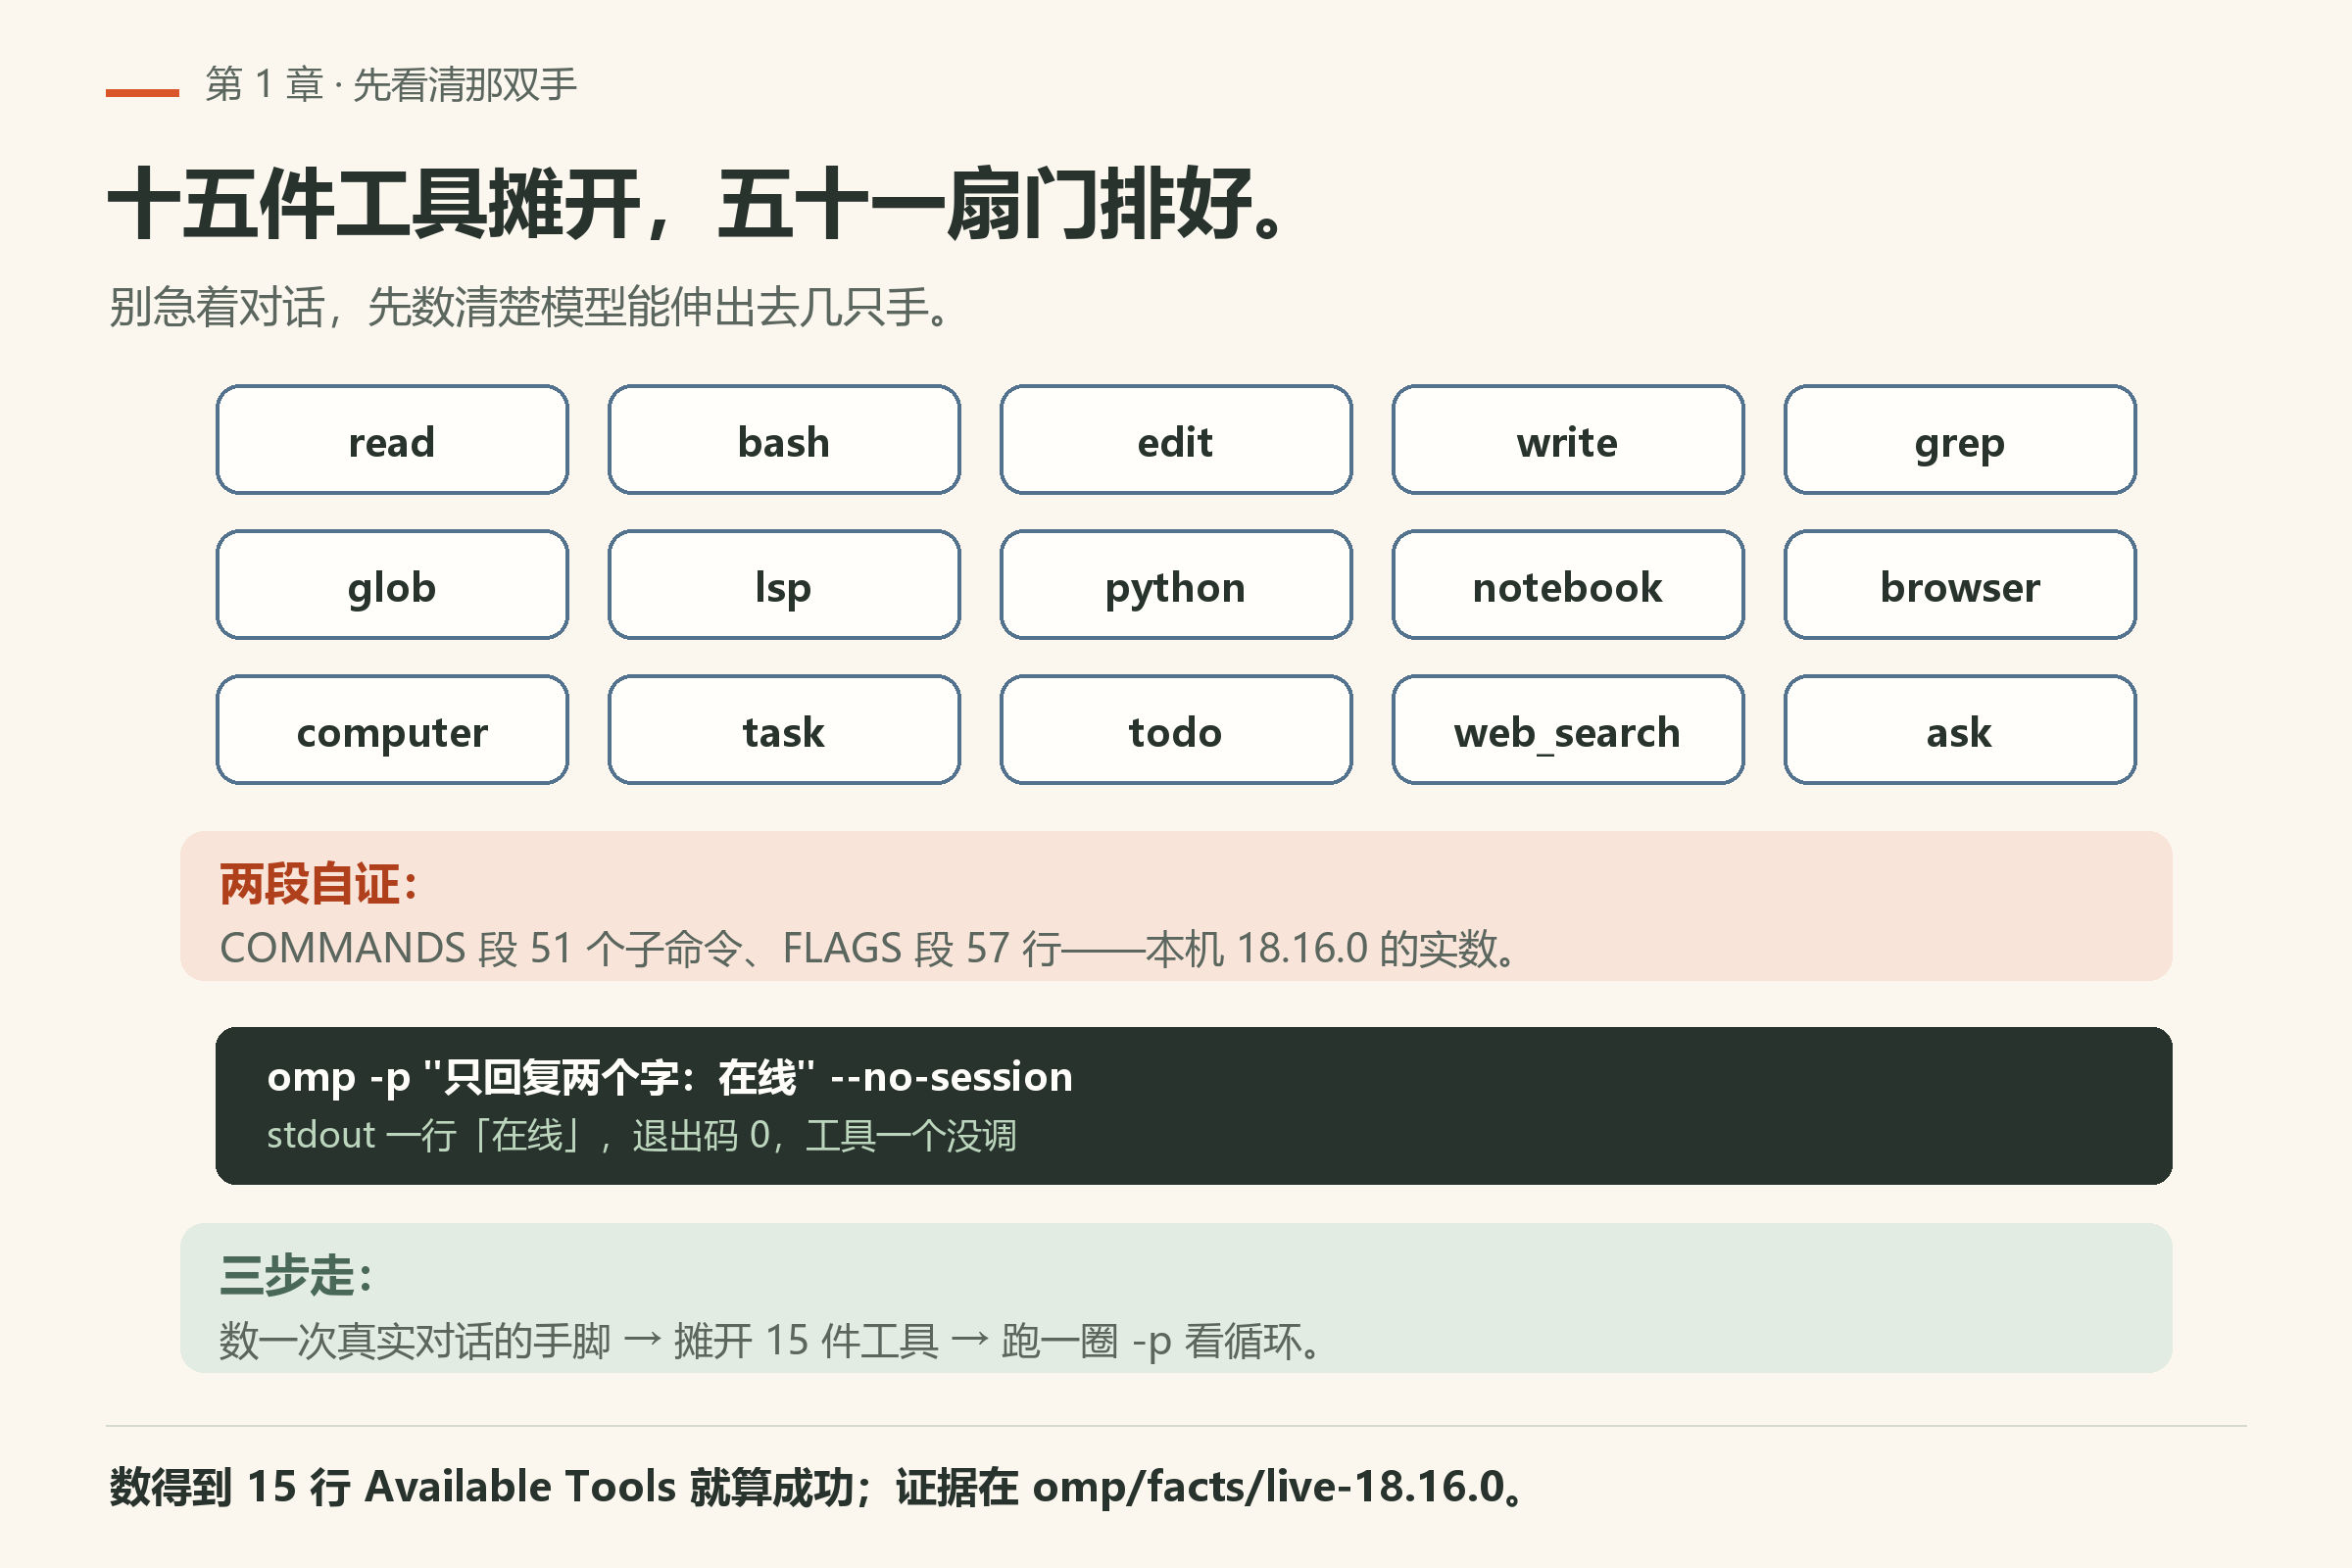 第 1 章 · 先看清那双手
十五件工具摊开，五十一扇门排好。
别急着对话，先数清楚模型能伸出去几只手。
read
bash
edit
write
grep
glob
lsp
python
notebook
browser
computer
task
todo
web_search
ask
两段自证：
COMMANDS 段 51 个子命令、FLAGS 段 57 行——本机 18.16.0 的实数。
omp -p "只回复两个字：在线" --no-session
stdout 一行「在线」，退出码 0，工具一个没调
三步走：
数一次真实对话的手脚 → 摊开 15 件工具 → 跑一圈 -p 看循环。
数得到 15 行 Available Tools 就算成功；证据在 omp/facts/live-18.16.0。